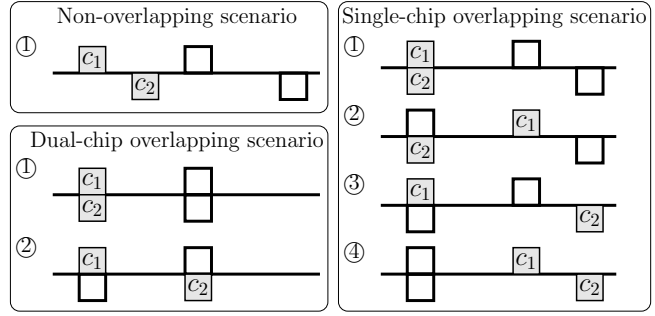 Non-overlapping scenario
① c₁
c₂
Dual-chip overlapping scenario
① c₁
c₂
② c₁
c₂
Single-chip overlapping scenario
① c₁
c₂
② c₁
c₂
③ c₁
c₂
④ c₁ c₂